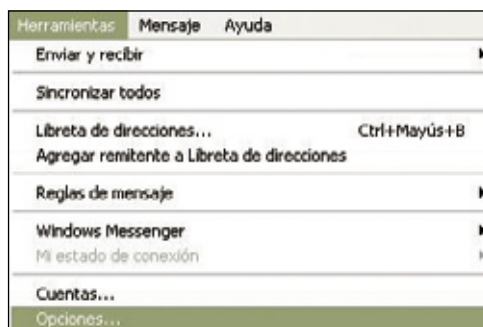 Herramientas Mensaje Ayuda
Enviar y recibir
Sincronizar todos
Libreta de direcciones... Ctrl+Mayús+B
Agregar remitente a Libreta de direcciones
Reglas de mensaje
Windows Messenger
Mi estado de conexión
Cuentas...
Opciones...